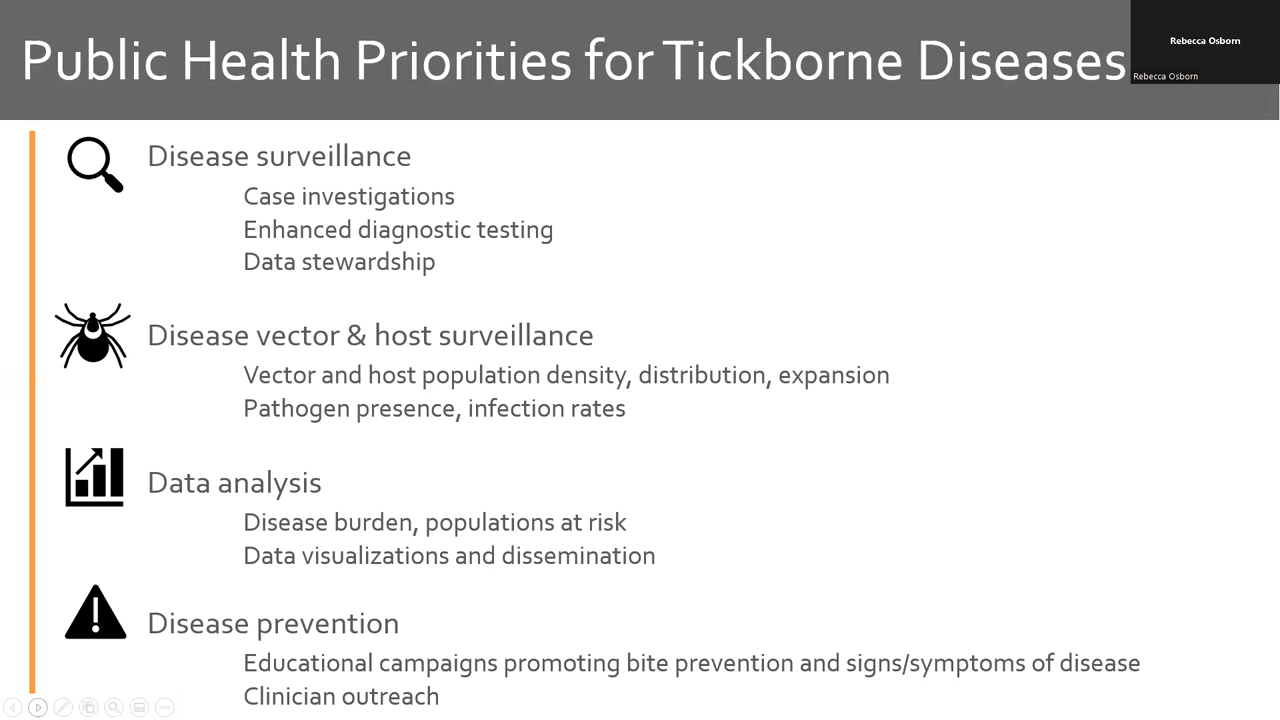 Public Health Priorities for Tickborne Diseases
Rebecca Osborn
Rebecca Osborn
Disease surveillance
Case investigations
Enhanced diagnostic testing
Data stewardship
Disease vector & host surveillance
Vector and host population density, distribution, expansion
Pathogen presence, infection rates
Data analysis
Disease burden, populations at risk
Data visualizations and dissemination
Disease prevention
Educational campaigns promoting bite prevention and signs/symptoms of disease
Clinician outreach